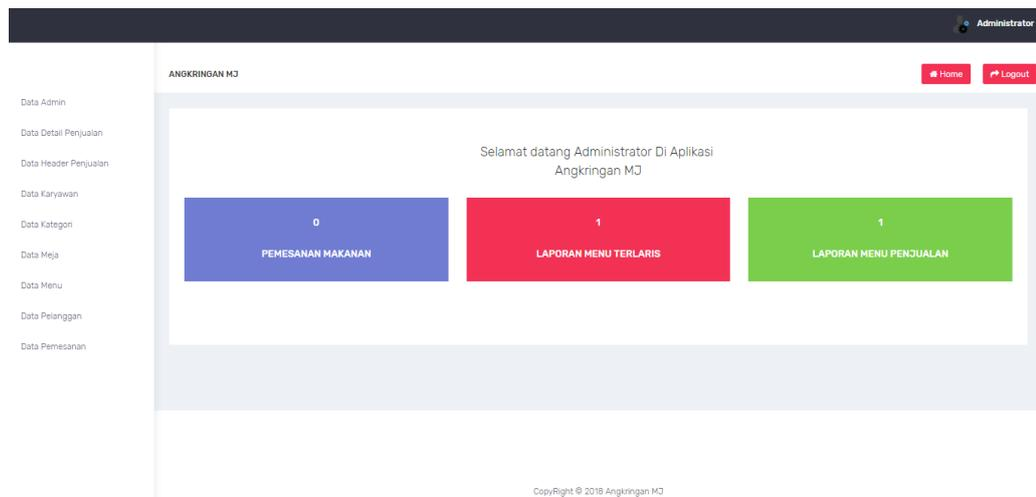 Administrator
ANGKRINGAN MJ
Home
Logout
Data Admin
Data Detail Penjualan
Data Header Penjualan
Data Karyawan
Data Kategori
Data Meja
Data Menu
Data Pelanggan
Data Pemesanan
Selamat datang Administrator Di Aplikasi
Angkringan MJ
0
PEMESANAN MAKANAN
1
LAPORAN MENU TERLARIS
1
LAPORAN MENU PENJUALAN
CopyRight © 2018 Angkringan MJ